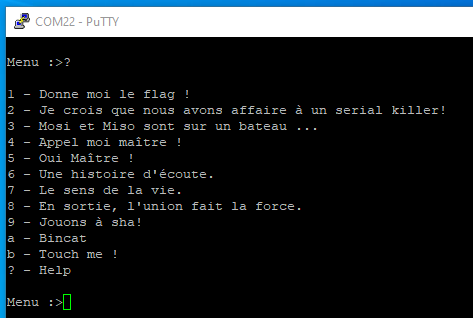 COM22 - PuTTY
Menu :>?
1 - Donne moi le flag !
2 - Je crois que nous avons affaire à un serial killer!
3 - Mosi et Miso sont sur un bateau ...
4 - Appel moi maître !
5 - Oui Maître !
6 - Une histoire d'écoute.
7 - Le sens de la vie.
8 - En sortie, l'union fait la force.
9 - Jouons à sha!
a - Bincat
b - Touch me !
? - Help
Menu :>